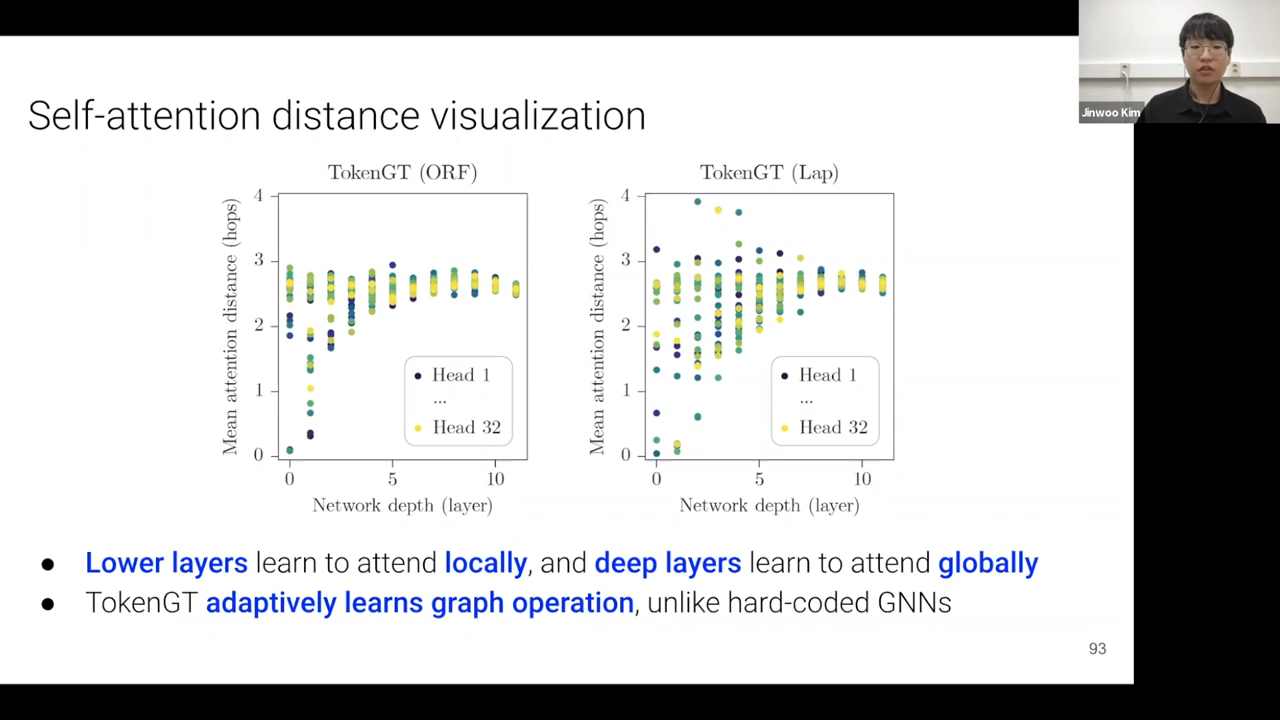 Jinwoo Kim
Self-attention distance visualization
TokenGT (ORF)
Mean attention distance (hops)
4
3
2
1
0
Head 1
...
Head 32
0
5
10
Network depth (layer)
TokenGT (Lap)
Mean attention distance (hops)
4
3
2
1
0
Head 1
...
Head 32
0
5
10
Network depth (layer)
● Lower layers learn to attend locally, and deep layers learn to attend globally
● TokenGT adaptively learns graph operation, unlike hard-coded GNNs
93